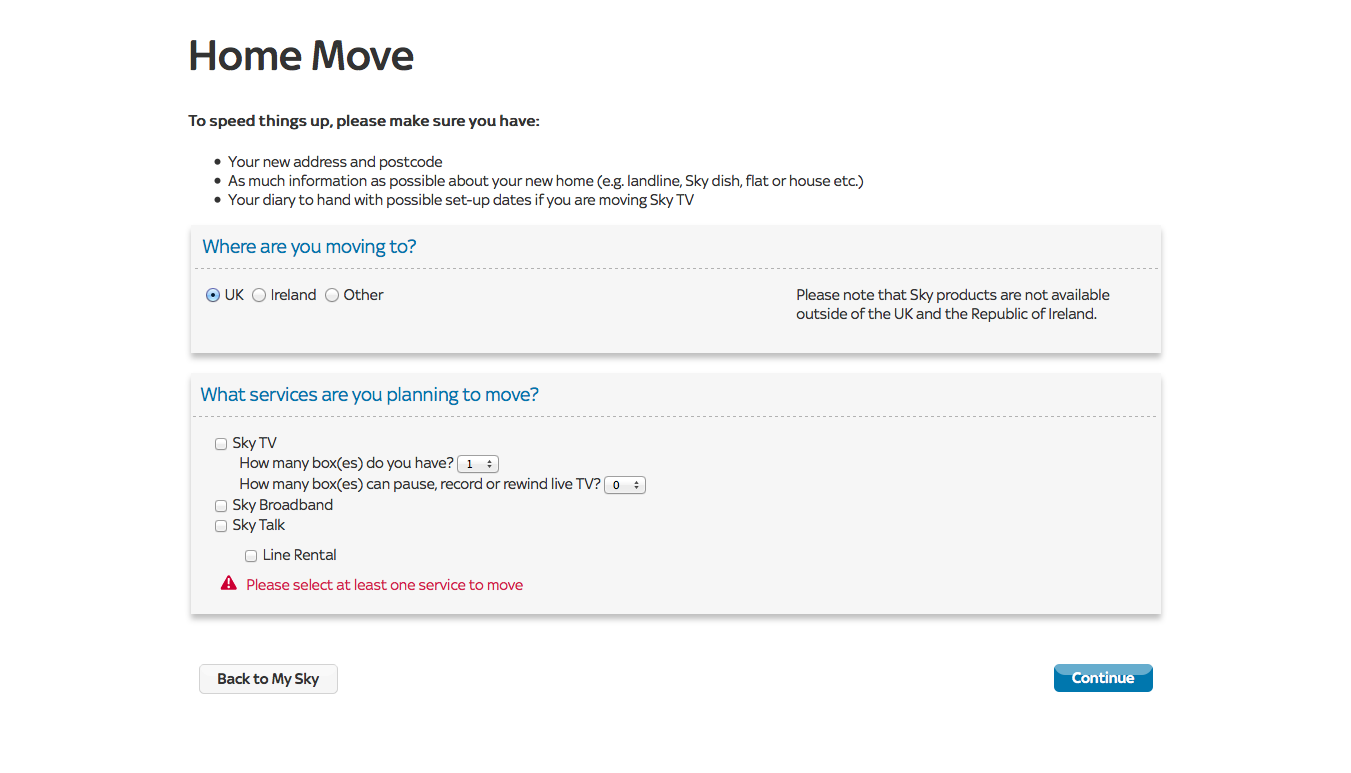 Home Move
To speed things up, please make sure you have:
Your new address and postcode
As much information as possible about your new home (e.g. landline, Sky dish, flat or house etc.)
Your diary to hand with possible set-up dates if you are moving Sky TV
Where are you moving to?
UK Ireland Other
Please note that Sky products are not available
outside of the UK and the Republic of Ireland.
What services are you planning to move?
Sky TV
How many box(es) do you have? 1
How many box(es) can pause, record or rewind live TV? 0
Sky Broadband
Sky Talk
Line Rental
Please select at least one service to move
Back to My Sky
Continue